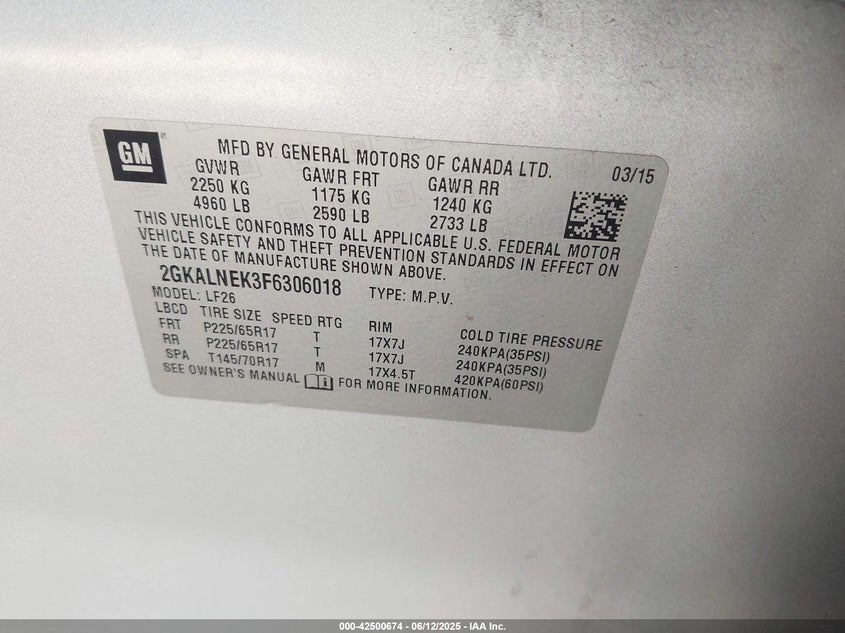 GM
MFD BY GENERAL MOTORS OF CANADA LTD. 03/15
GVWR GAWR FRT GAWR RR
2250 KG 1175 KG 1240 KG
4960 LB 2590 LB 2733 LB
THIS VEHICLE CONFORMS TO ALL APPLICABLE U.S. FEDERAL MOTOR
VEHICLE SAFETY AND THEFT PREVENTION STANDARDS IN EFFECT ON
THE DATE OF MANUFACTURE SHOWN ABOVE.
2GKALNEK3F6306018 TYPE: M.P.V.
MODEL: LF26
LBCD TIRE SIZE SPEED RTG RIM COLD TIRE PRESSURE
FRT P225/65R17 T 17X7J 240KPA(35PSI)
RR P225/65R17 T 17X7J 240KPA(35PSI)
SPA T145/70R17 M 17X4.5T 420KPA(60PSI)
SEE OWNER'S MANUAL FOR MORE INFORMATION.
000-42500674 - 06/12/2025 - IAA Inc.